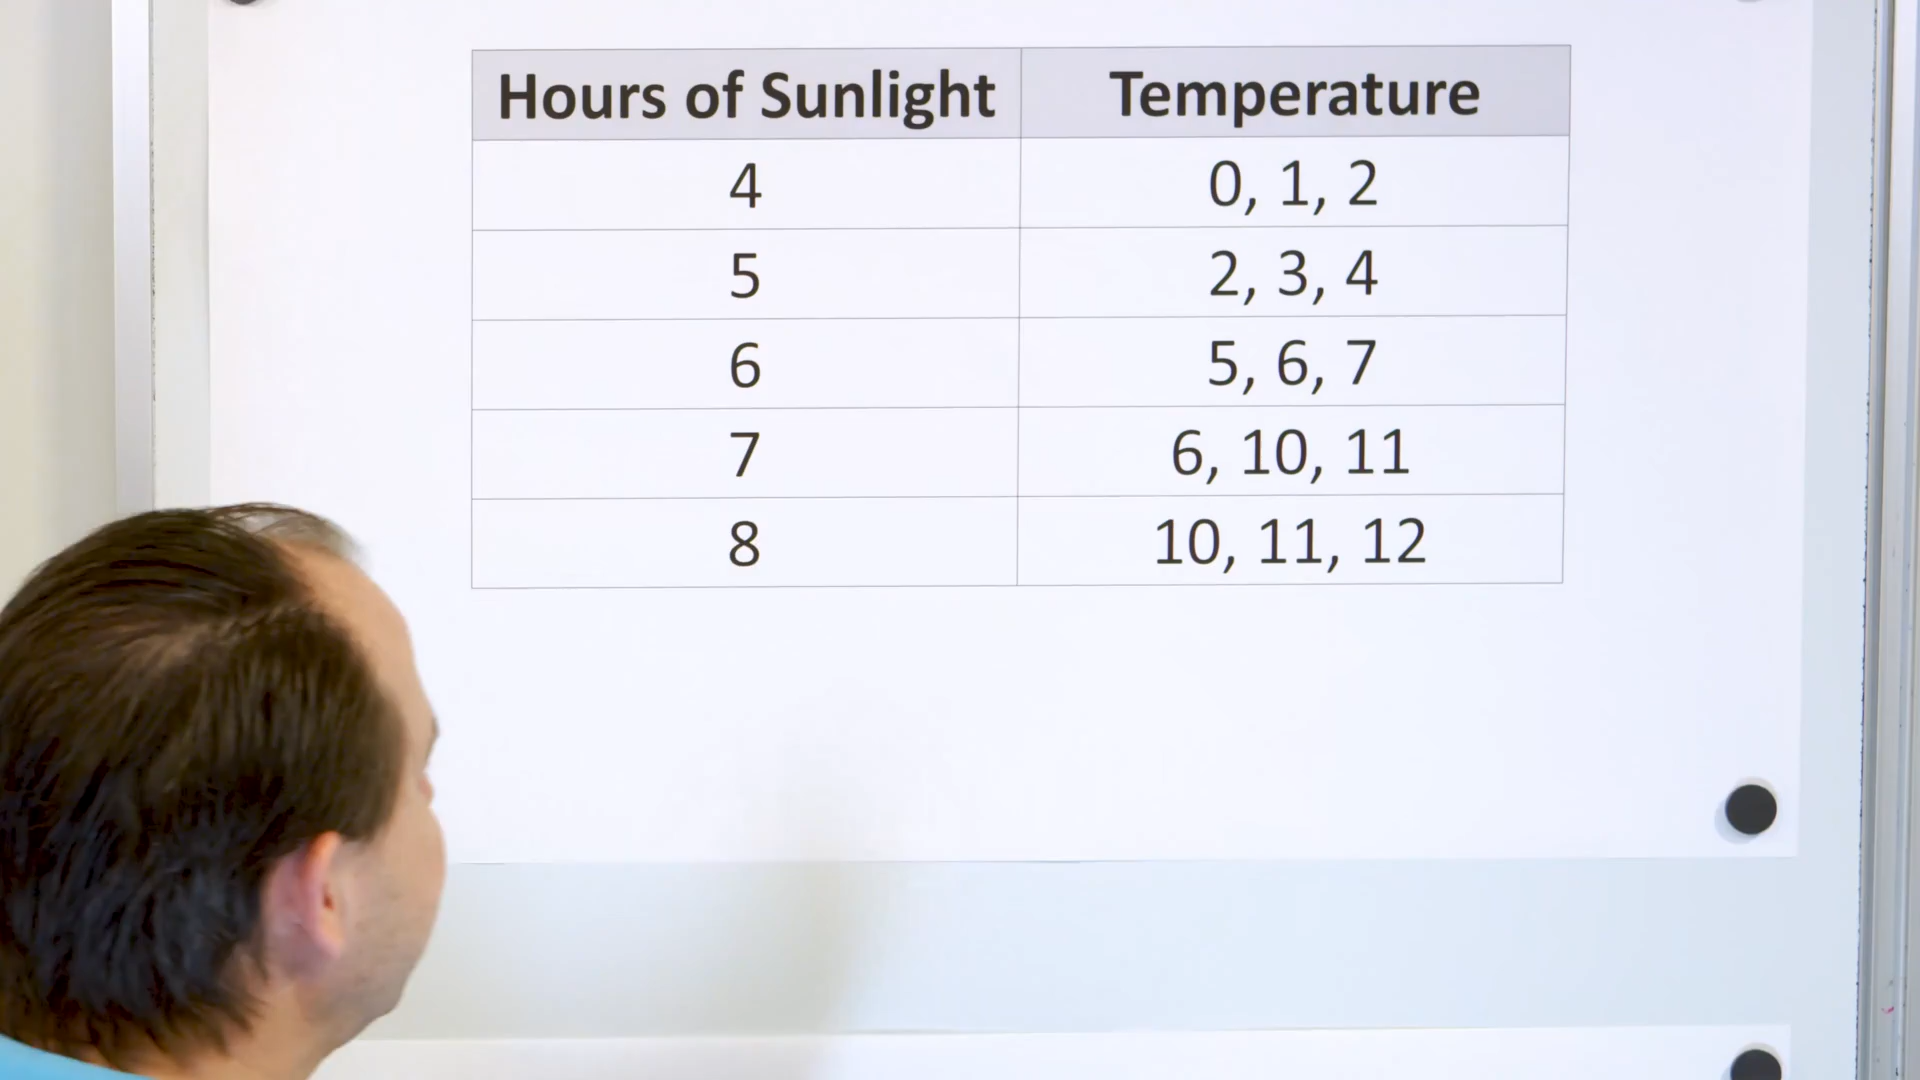 Hours of Sunlight Temperature
4 0, 1, 2
5 2, 3, 4
6 5, 6, 7
7 6, 10, 11
8 10, 11, 12